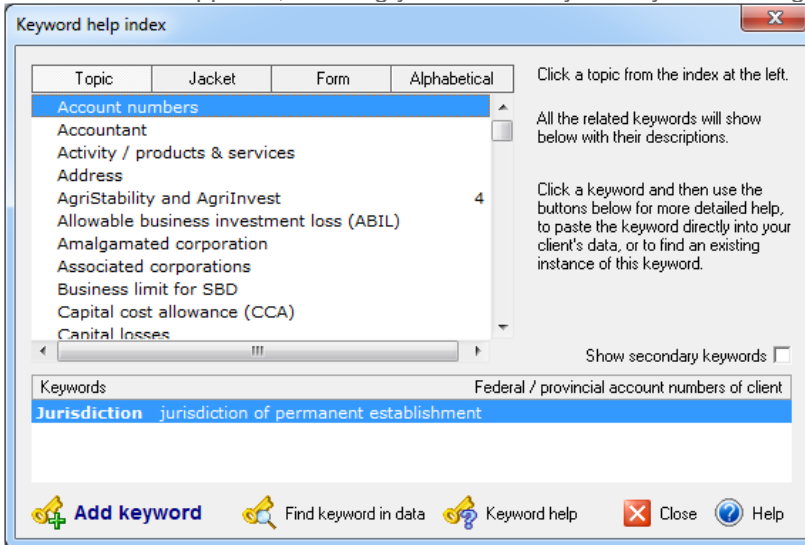 Keyword help index
Topic Jacket Form Alphabetical
Account numbers
Accountant
Activity / products & services
Address
AgriStability and AgriInvest 4
Allowable business investment loss (ABIL)
Amalgamated corporation
Associated corporations
Business limit for SBD
Capital cost allowance (CCA)
Capital losses
Click a topic from the index at the left.
All the related keywords will show
below with their descriptions.
Click a keyword and then use the
buttons below for more detailed help,
to paste the keyword directly into your
client's data, or to find an existing
instance of this keyword.
Show secondary keywords
Keywords Federal / provincial account numbers of client
Jurisdiction jurisdiction of permanent establishment
Add keyword Find keyword in data Keyword help Close Help